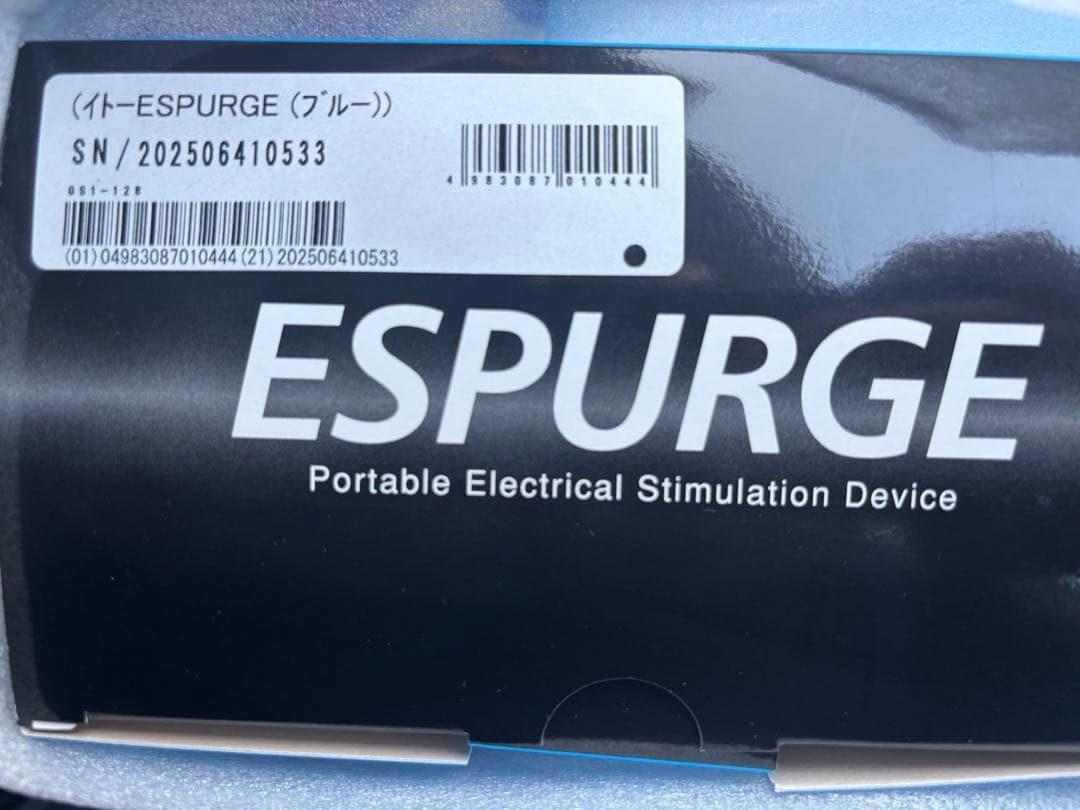 (ｲﾄｰESPURGE (ﾌﾞﾙｰ))
SN/202506410533
4 983087 010444
GS1-128
(01)04983087010444(21)202506410533
ESPURGE
Portable Electrical Stimulation Device